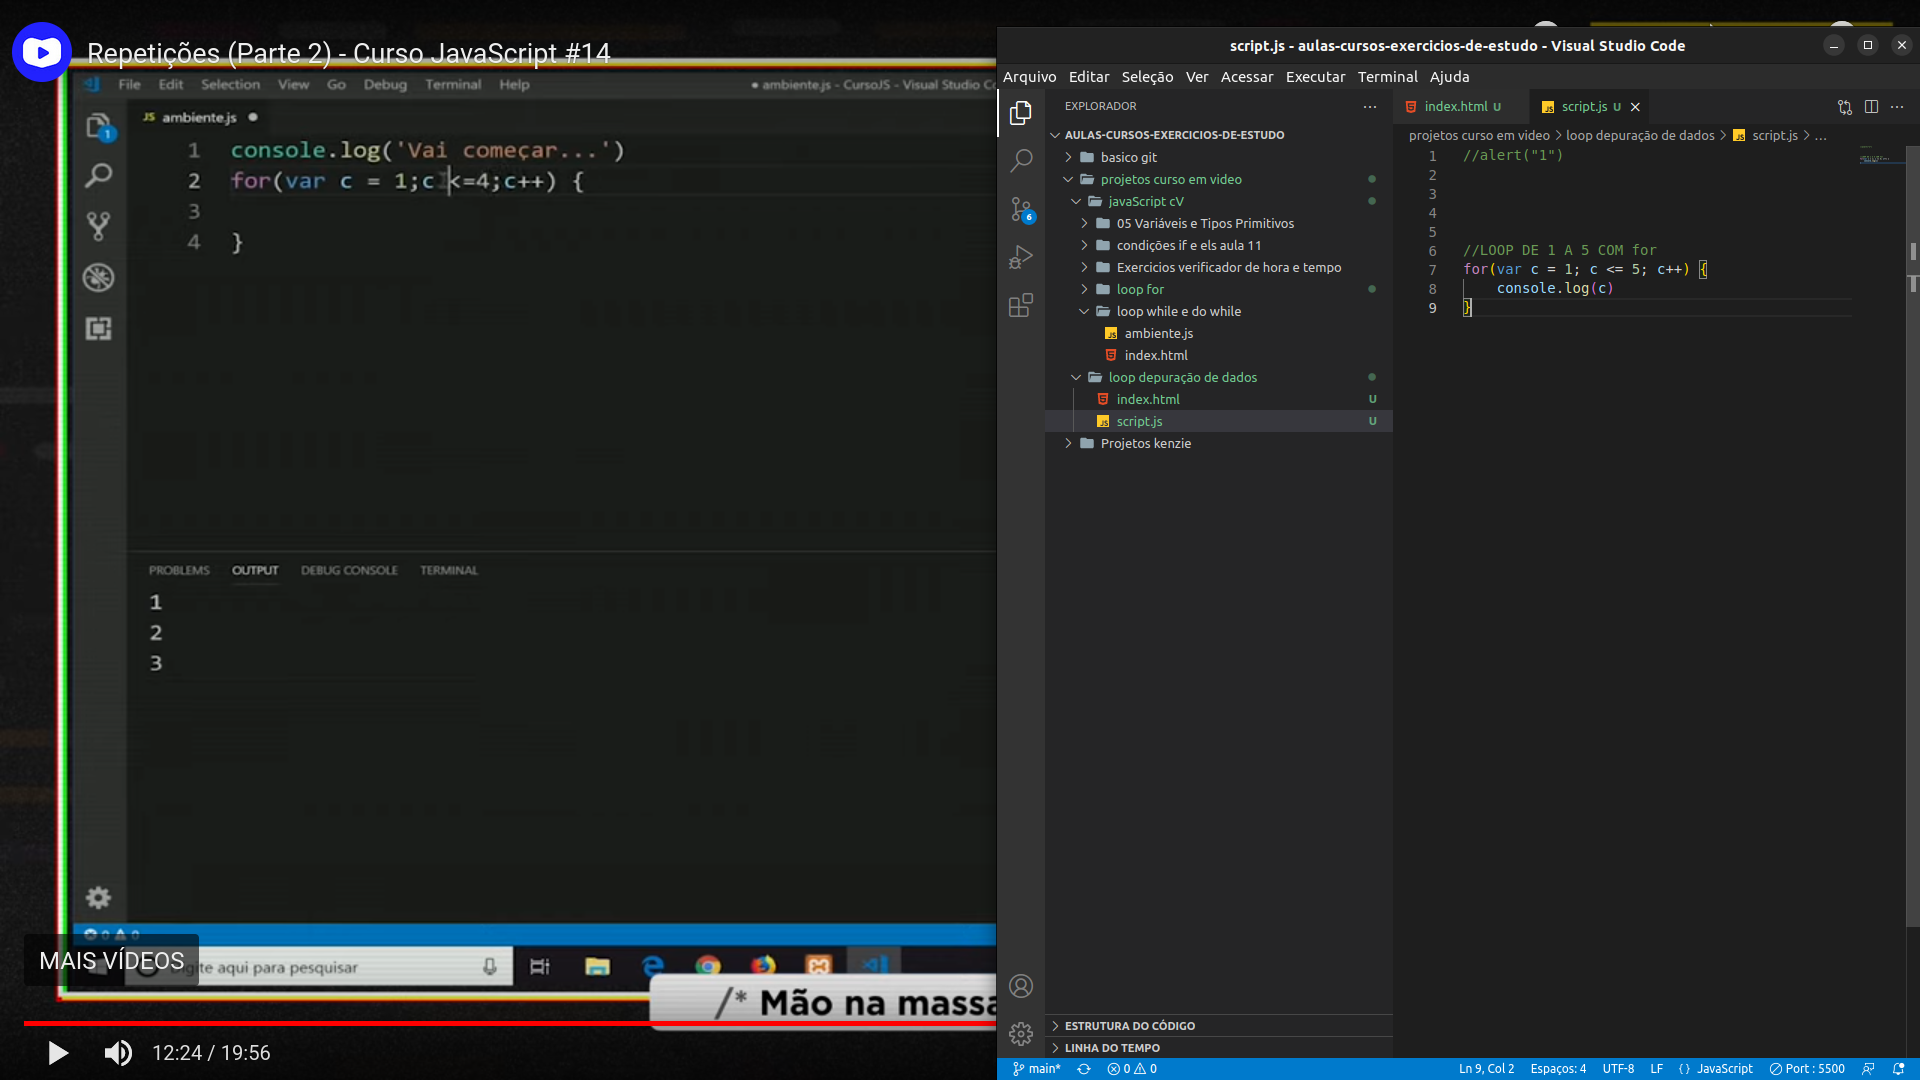 Repetições (Parte 2) - Curso JavaScript #14
File Edit Selection View Go Debug Terminal Help
● ambiente.js - CursoJS - Visual Studio
1
JS ambiente.js ●
1 console.log('Vai começar...')
2 for(var c = 1;c <=4;c++) {
3
4 }
PROBLEMS OUTPUT DEBUG CONSOLE TERMINAL
1
2
3
0 0
MAIS VÍDEOS
aqui para pesquisar
/* Mão na massa
12:24 / 19:56
script.js - aulas-cursos-exercicios-de-estudo - Visual Studio Code
Arquivo Editar Seleção Ver Acessar Executar Terminal Ajuda
EXPLORADOR
AULAS-CURSOS-EXERCICIOS-DE-ESTUDO
basico git
projetos curso em video
javaScript cV
05 Variáveis e Tipos Primitivos
condições if e els aula 11
Exercicios verificador de hora e tempo
loop for
loop while e do while
JS ambiente.js
index.html
loop depuração de dados
index.html U
JS script.js U
Projetos kenzie
6
ESTRUTURA DO CÓDIGO
LINHA DO TEMPO
index.html U
JS script.js U
projetos curso em video > loop depuração de dados > JS script.js > ...
1 //alert("1")
2
3
4
5
6 //LOOP DE 1 A 5 COM for
7 for(var c = 1; c <= 5; c++) {
8 console.log(c)
9 }
main* 0 0 Ln 9, Col 2 Espaços: 4 UTF-8 LF {} JavaScript Port : 5500